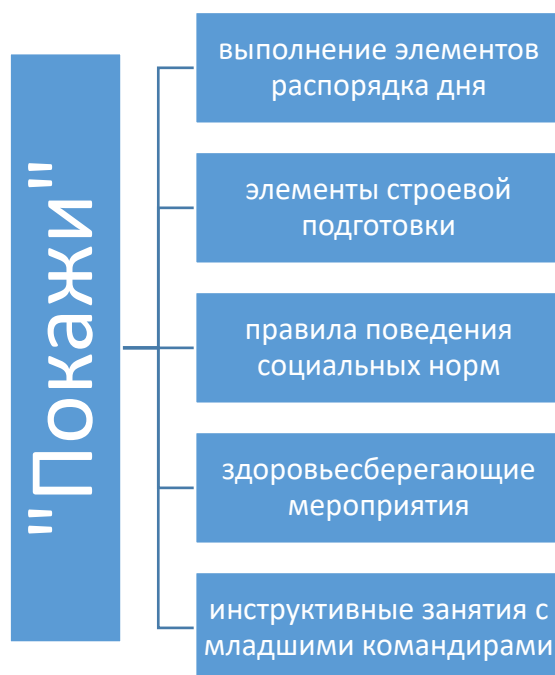 "Покажи"
выполнение элементов
распорядка дня
элементы строевой
подготовки
правила поведения
социальных норм
здоровьесберегающие
мероприятия
инструктивные занятия с
младшими командирами